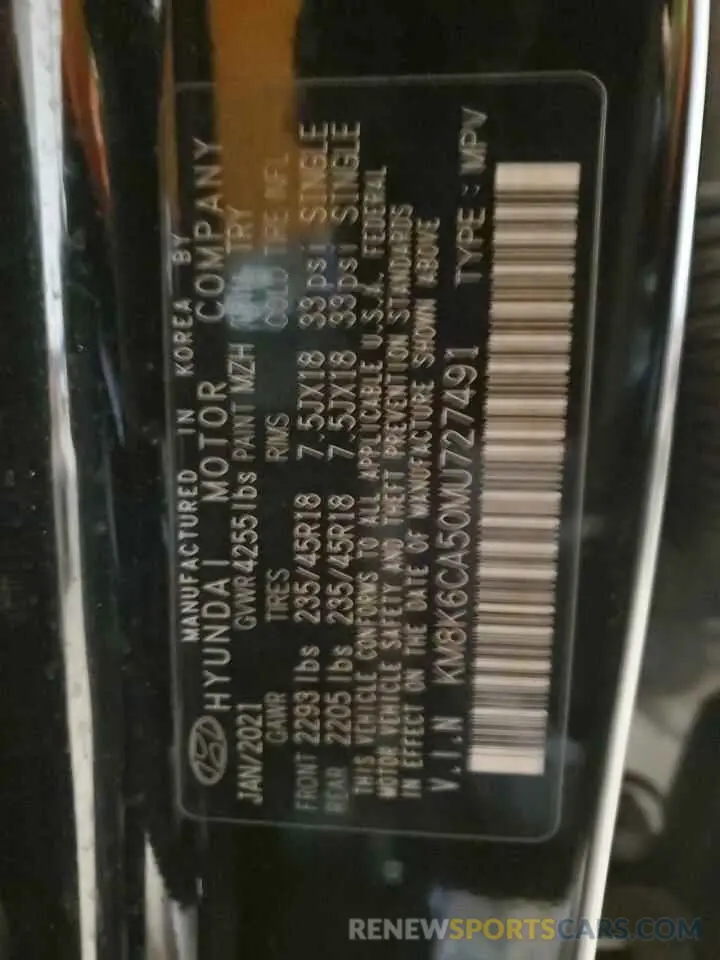 MANUFACTURED IN KOREA BY
HYUNDAI MOTOR COMPANY
JAN/2021 GVWR4255lbs PAINT MZH TRY
GAWR TIRES RIMS COLD TIRE INFL
FRONT 2293 lbs 235/45R18 7.5JX18 33 psi SINGLE
REAR 2205 lbs 235/45R18 7.5JX18 33 psi SINGLE
THIS VEHICLE CONFORMS TO ALL APPLICABLE U.S.A. FEDERAL
MOTOR VEHICLE SAFETY AND THEFT PREVENTION STANDARDS
IN EFFECT ON THE DATE OF MANUFACTURE SHOWN ABOVE
V.I.N KM8K6CA50MU727491 TYPE : MPV
RENEWSPORTSCARS.COM